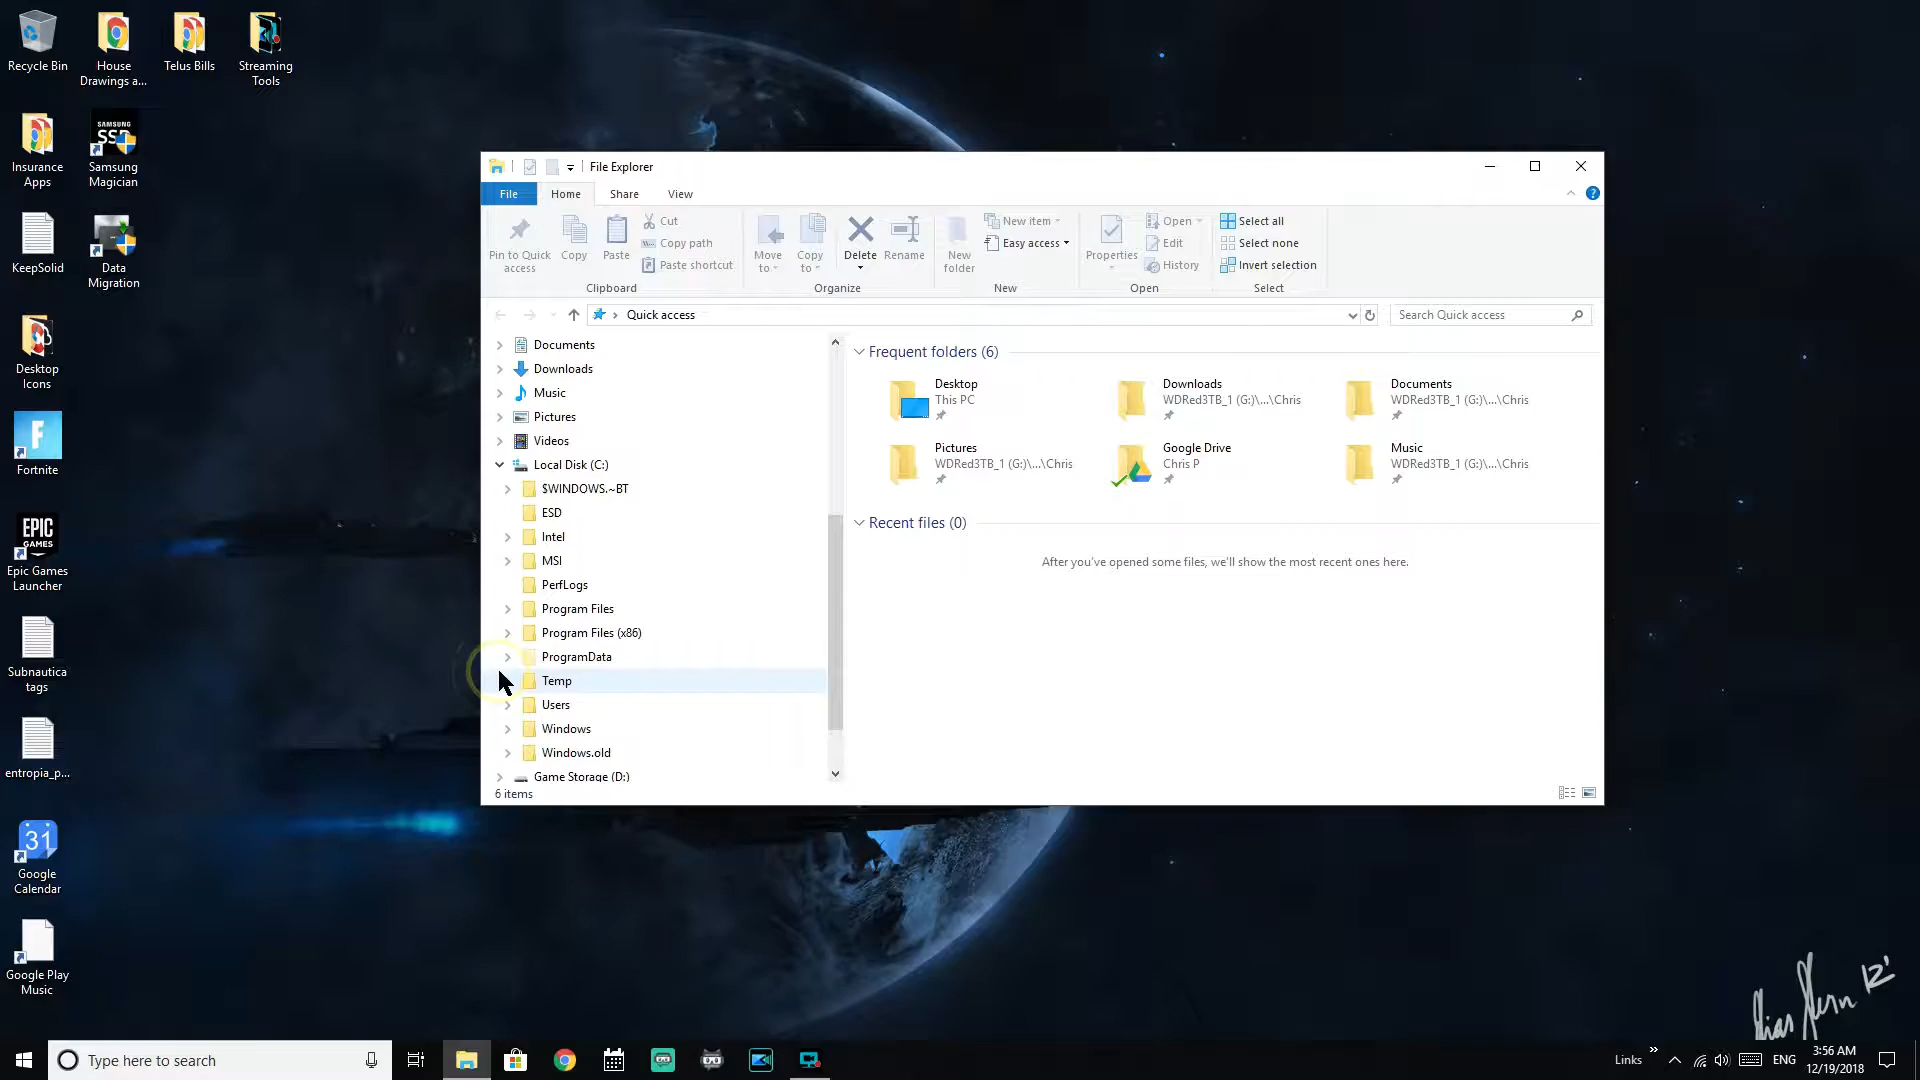 Recycle Bin
House
Drawings a...
Telus Bills
Streaming
Tools
Insurance
Apps
SAMSUNG
SSD
Samsung
Magician
KeepSolid
Data
Migration
Desktop
Icons
Fortnite
EPIC
GAMES
Epic Games
Launcher
Subnautica
tags
entropia_p...
31
Google
Calendar
Google Play
Music
File Explorer
File
Home
Share
View
Pin to Quick
access
Copy
Paste
Cut
Copy path
Paste shortcut
Clipboard
Move
to
Copy
to
Delete
Rename
Organize
New
folder
New item
Easy access
New
Properties
Open
Edit
History
Open
Select all
Select none
Invert selection
Select
Quick access
Search Quick access
Documents
Downloads
Music
Pictures
Videos
Local Disk (C:)
$WINDOWS.~BT
ESD
Intel
MSI
PerfLogs
Program Files
Program Files (x86)
ProgramData
Temp
Users
Windows
Windows.old
Game Storage (D:)
6 items
Frequent folders (6)
Desktop
This PC
Downloads
WDRed3TB_1 (G:)\...\Chris
Documents
WDRed3TB_1 (G:)\...\Chris
Pictures
WDRed3TB_1 (G:)\...\Chris
Google Drive
Chris P
Music
WDRed3TB_1 (G:)\...\Chris
Recent files (0)
After you've opened some files, we'll show the most recent ones here.
Type here to search
Links
ENG
3:56 AM
12/19/2018